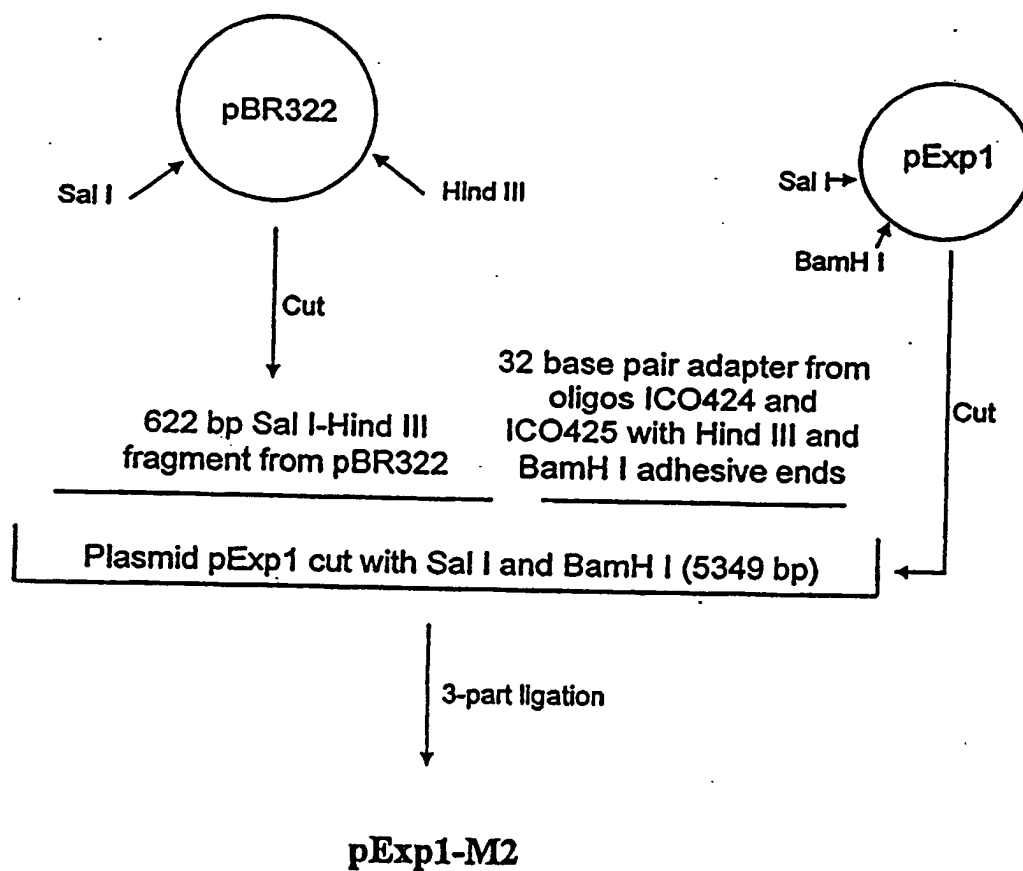 pBR322
pExp1
Sal I
Hind III
Sal I
BamH I
Cut
32 base pair adapter from
oligos ICO424 and
ICO425 with Hind III and
BamH I adhesive ends
Cut
622 bp Sal I-Hind III
fragment from pBR322
Plasmid pExp1 cut with Sal I and BamH I (5349 bp)
3-part ligation
pExp1-M2